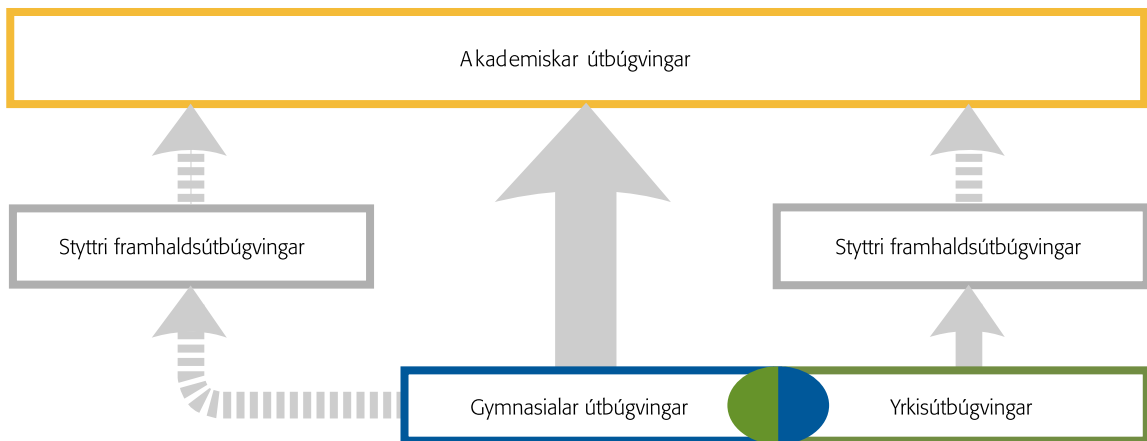 Akademiskar útbúgvingar
Styttri framhaldsútbúgvingar
Styttri framhaldsútbúgvingar
Gymnasialar útbúgvingar
Yrkisútbúgvingar